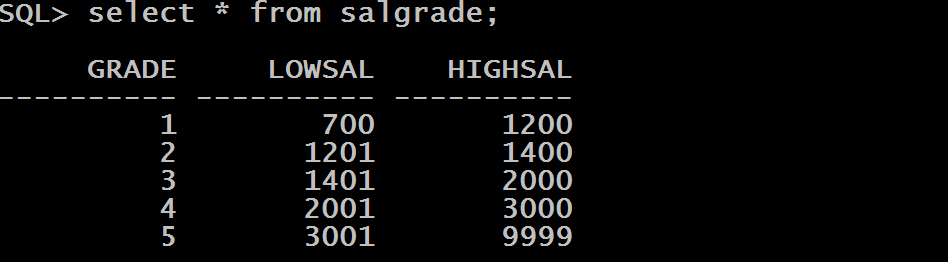 SQL> select * from salgrade;
GRADE LOWSAL HIGHSAL
---------- ---------- ----------
1 700 1200
2 1201 1400
3 1401 2000
4 2001 3000
5 3001 9999